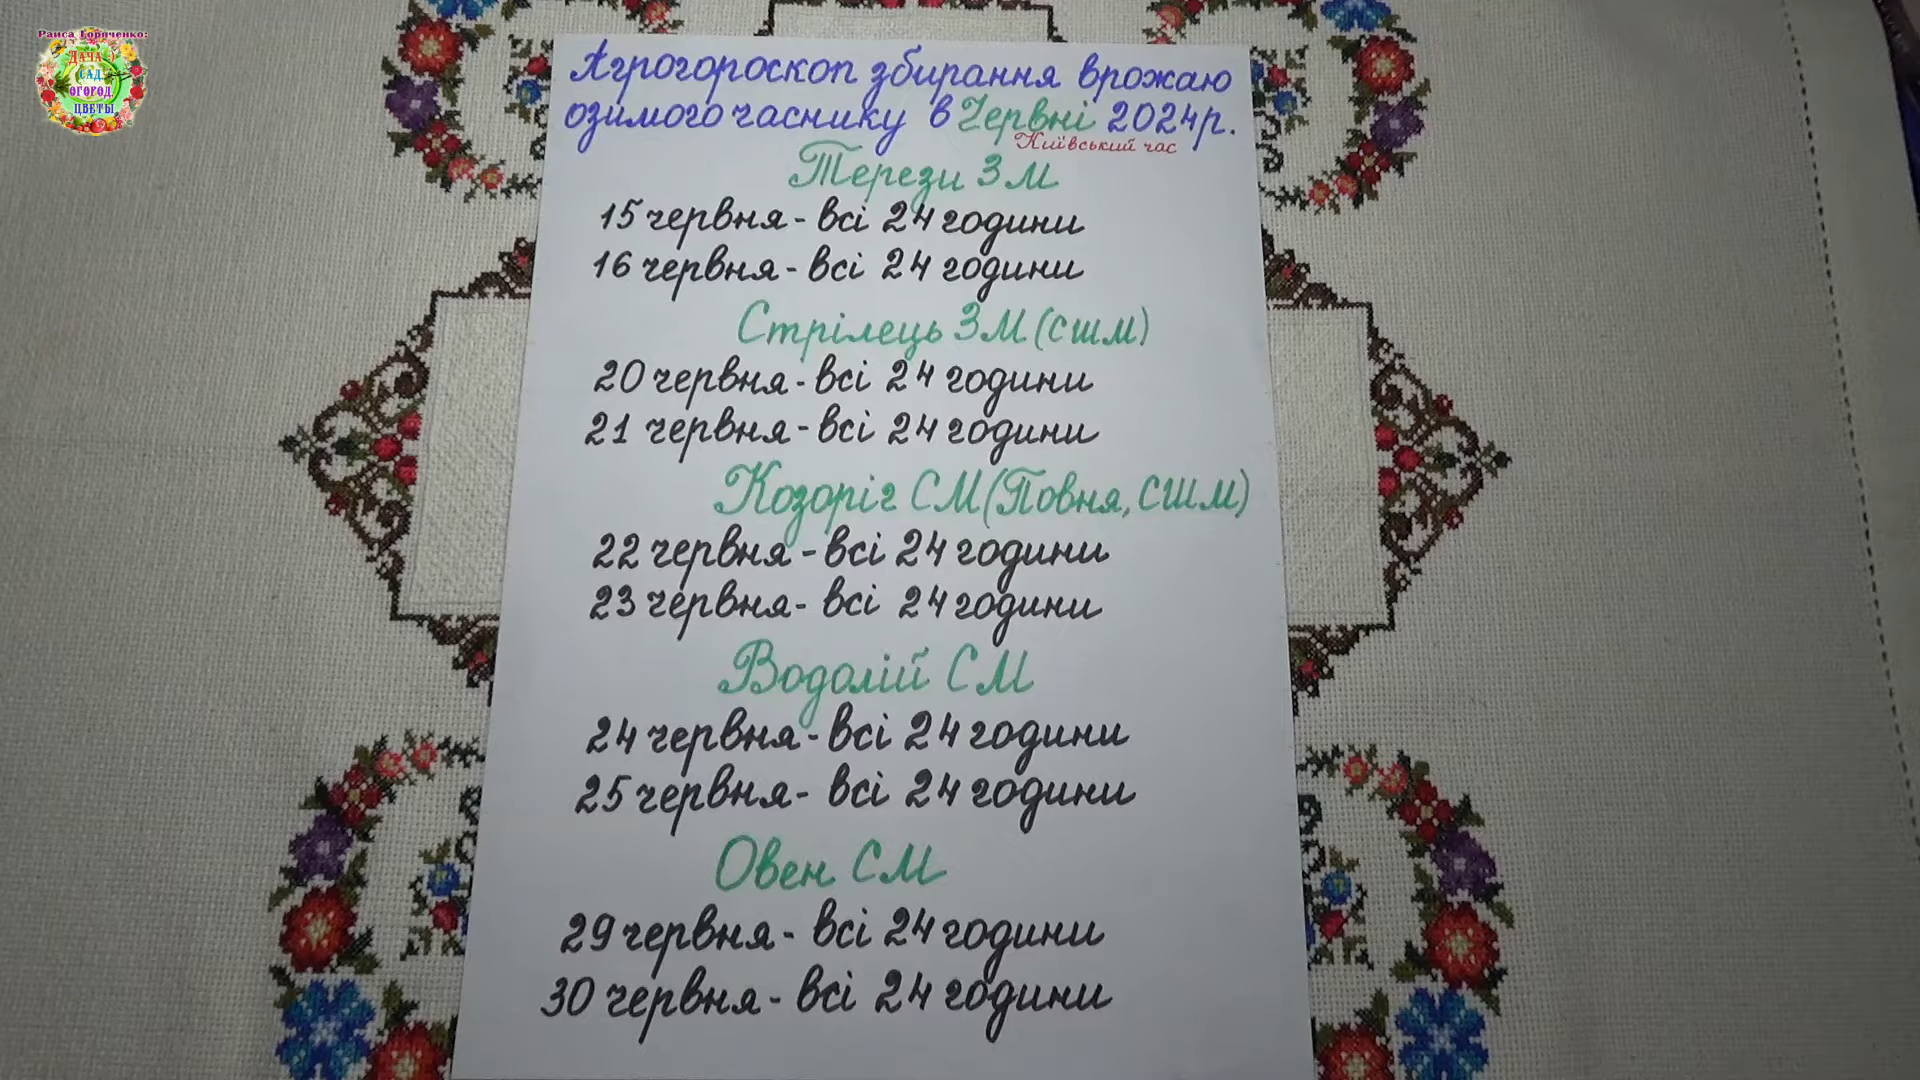 Раиса Горяченко:
ДАЧА
САД,
ОГОРОД,
ЦВЕТЫ
Агрогороскоп збирання врожаю
озимого часнику в Червні 2024р.
Київський час
Терези ЗМ
15 червня - всі 24 години
16 червня - всі 24 години
Стрілець ЗМ (СШМ)
20 червня - всі 24 години
21 червня - всі 24 години
Козоріг СМ (Повня, СШМ)
22 червня - всі 24 години
23 червня - всі 24 години
Водолій СМ
24 червня - всі 24 години
25 червня - всі 24 години
Овен СМ
29 червня - всі 24 години
30 червня - всі 24 години